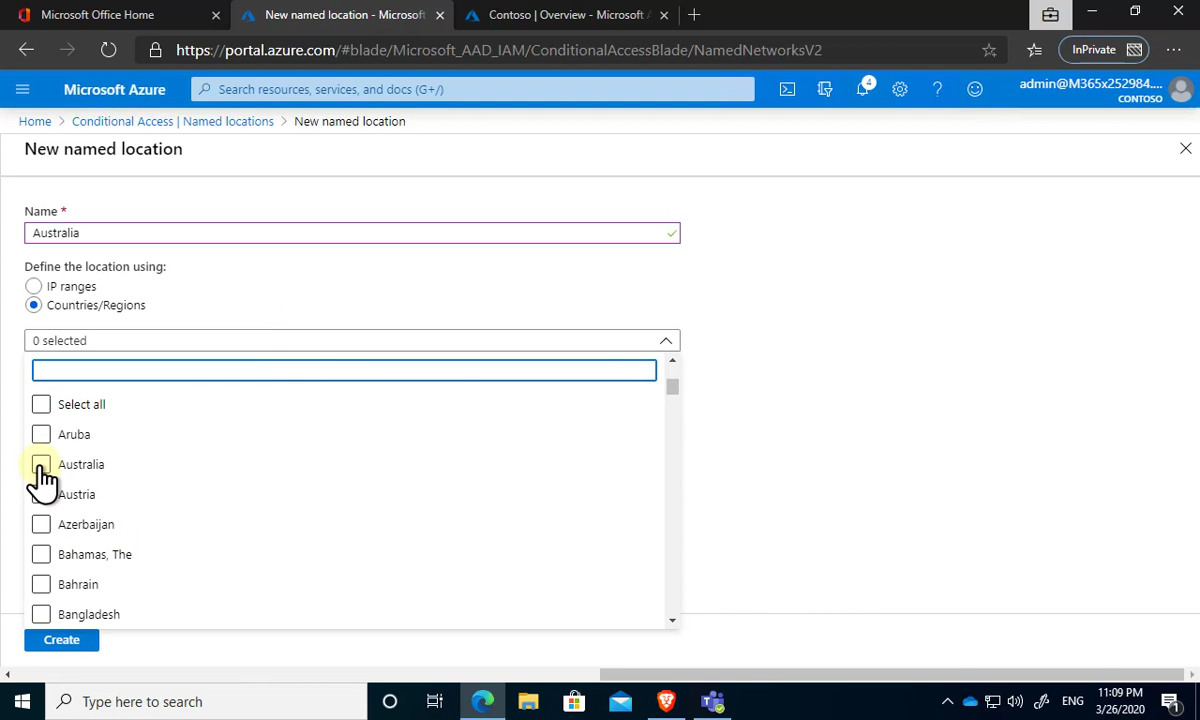 Microsoft Office Home
New named location - Microsoft
Contoso | Overview - Microsoft A
https://portal.azure.com/#blade/Microsoft_AAD_IAM/ConditionalAccessBlade/NamedNetworksV2
InPrivate
Microsoft Azure
Search resources, services, and docs (G+/)
4
admin@M365x252984....
CONTOSO
Home > Conditional Access | Named locations > New named location
New named location
Name *
Australia
Define the location using:
IP ranges
Countries/Regions
0 selected
Select all
Aruba
Australia
Austria
Azerbaijan
Bahamas, The
Bahrain
Bangladesh
Create
Type here to search
ENG
11:09 PM
3/26/2020
1